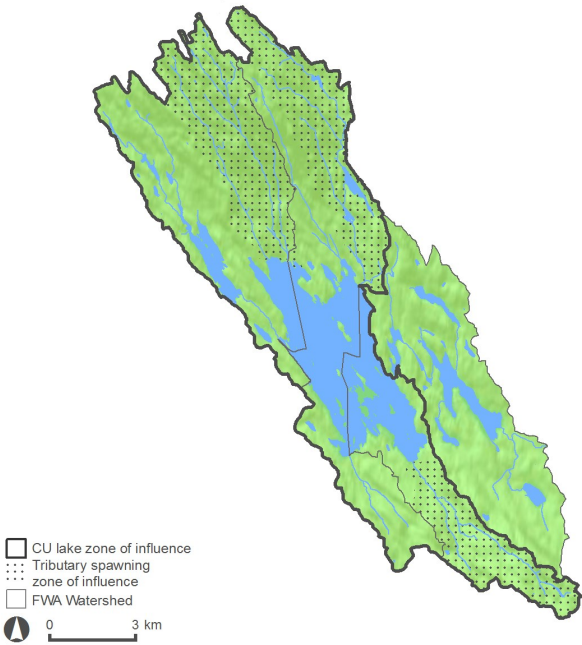 CU lake zone of influence
Tributary spawning
zone of influence
FWA Watershed
0 3 km